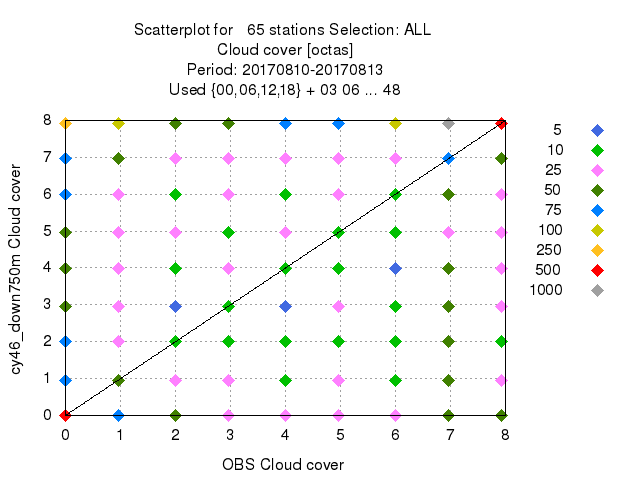 Scatterplot for 65 stations Selection: ALL
Cloud cover [octas]
Period: 20170810-20170813
Used {00,06,12,18} + 03 06 ... 48
cy46_down750m Cloud cover
8
7
6
5
4
3
2
1
0
0 1 2 3 4 5 6 7 8
OBS Cloud cover
5
10
25
50
75
100
250
500
1000